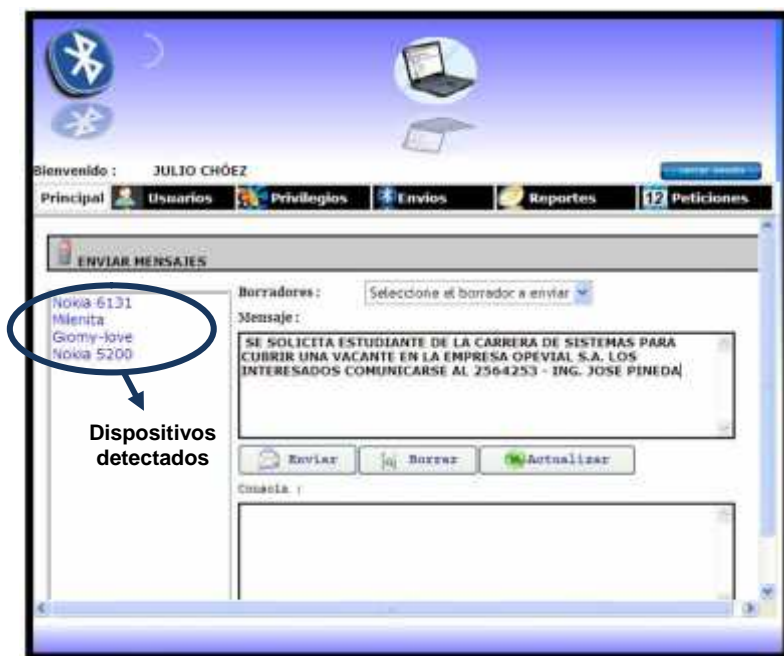 Bienvenido : JULIO CHÓEZ
Principal Usuarios Privilegios Envios Reportes 12 Peticiones
ENVIAR MENSAJES
Nokia 6131
Milenita
Giomy-love
Nokia 5200
Dispositivos
detectados
Borradores: Seleccione el borrador a enviar
Mensaje:
SE SOLICITA ESTUDIANTE DE LA CARRERA DE SISTEMAS PARA
CUBRIR UNA VACANTE EN LA EMPRESA OPEVIAL S.A. LOS
INTERESADOS COMUNICARSE AL 2564253 - ING. JOSE PINEDA
Enviar Borrar Actualizar
Consola :